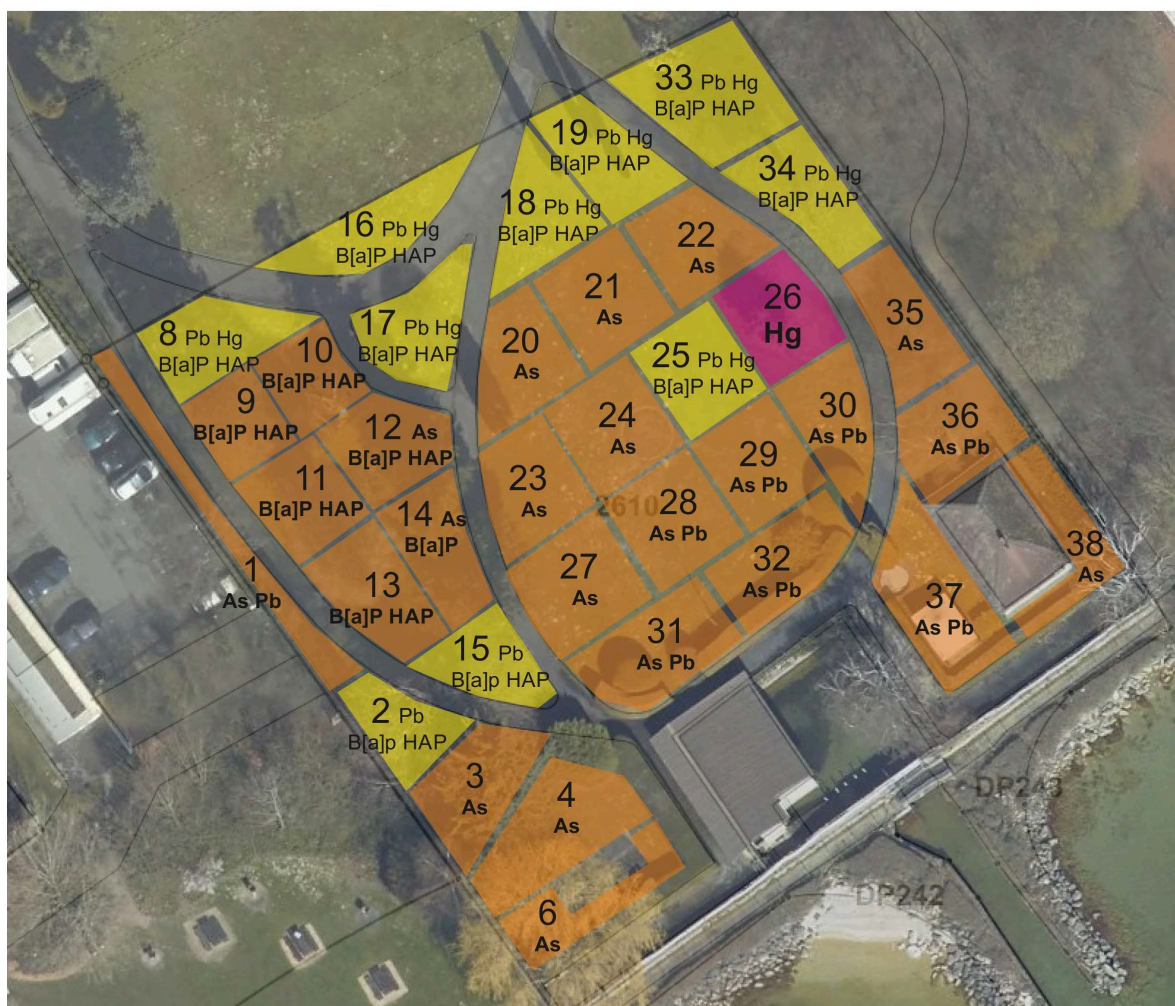 33 Pb Hg
B[a]P HAP
19 Pb Hg
B[a]P HAP
34 Pb Hg
B[a]P HAP
18 Pb Hg
B[a]P HAP
16 Pb Hg
B[a]P HAP
22
As
21
As
26
Hg
17 Pb Hg
B[a]P HAP
8 Pb Hg
B[a]P HAP
35
As
20
As
25 Pb Hg
B[a]P HAP
10
B[a]P HAP
9
B[a]P HAP
24
As
30
As Pb
36
As Pb
12 As
B[a]P HAP
29
As Pb
11
B[a]P HAP
23
As
28
As Pb
2610
14 As
B[a]P
38
As
32
As Pb
27
As
1
As Pb
13
B[a]P HAP
37
As Pb
31
As Pb
15 Pb
B[a]p HAP
2 Pb
B[a]p HAP
3
As
4
As
DP243
DP242
6
As